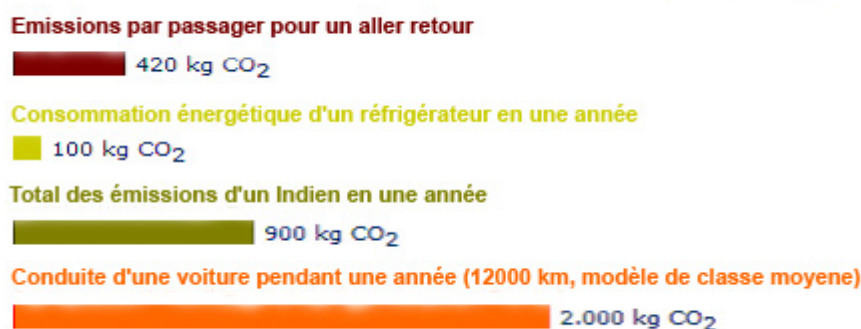 Emissions par passager pour un aller retour
420 kg CO2
Consommation énergétique d'un réfrigérateur en une année
100 kg CO2
Total des émissions d'un Indien en une année
900 kg CO2
Conduite d'une voiture pendant une année (12000 km, modèle de classe moyene)
2.000 kg CO2